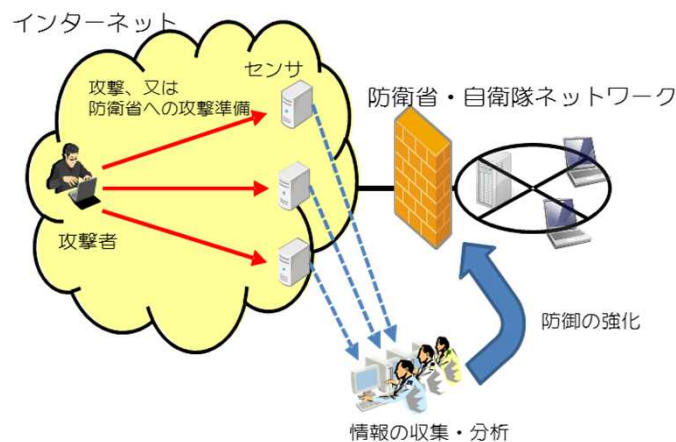 インターネット
センサ
攻撃、又は
防衛省への攻撃準備
攻撃者
防衛省・自衛隊ネットワーク
防御の強化
情報の収集・分析